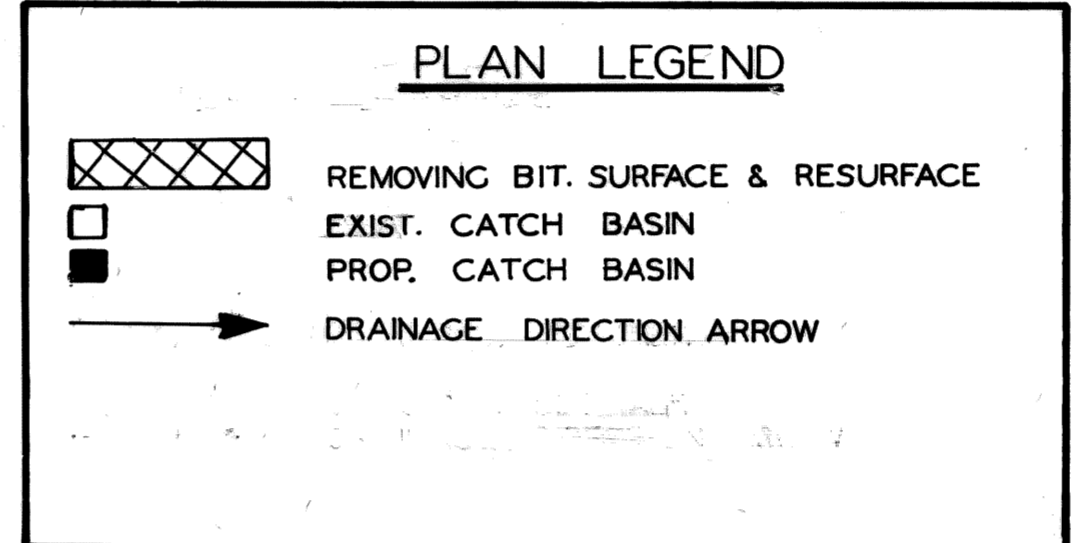 PLAN LEGEND
REMOVING BIT. SURFACE & RESURFACE
EXIST. CATCH BASIN
PROP. CATCH BASIN
DRAINAGE DIRECTION ARROW